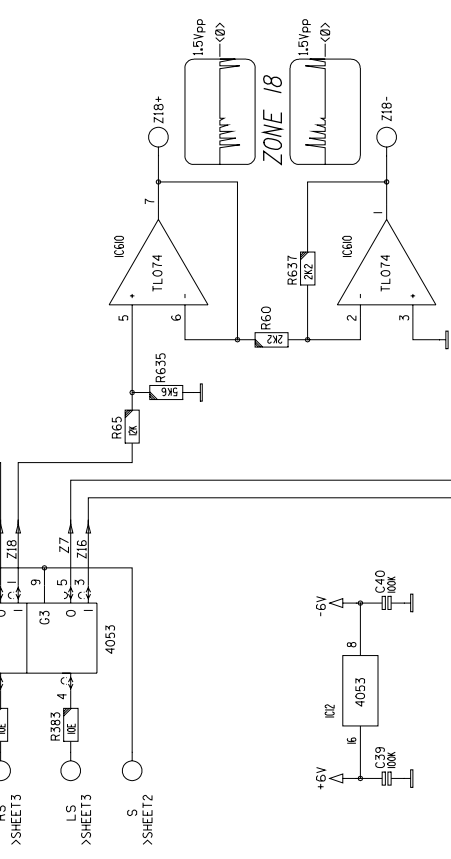 1.5Vpp
<0>
1.5Vpp
<0>
ZONE 18
Z18+
Z18-
7
1
IC610
TL074
R637
2K2
IC610
TL074
+
-
-
+
5
6
2
3
R60
2K2
R635
5K6
R65
12K
Z18
Z7
Z16
1
9
5
3
0
1
G3
0
1
4053
4
10E
R383
10E
RS
>SHEET3
LS
>SHEET3
S
>SHEET2
-6V
C40
100K
8
IC12
4053
16
+6V
C39
100K